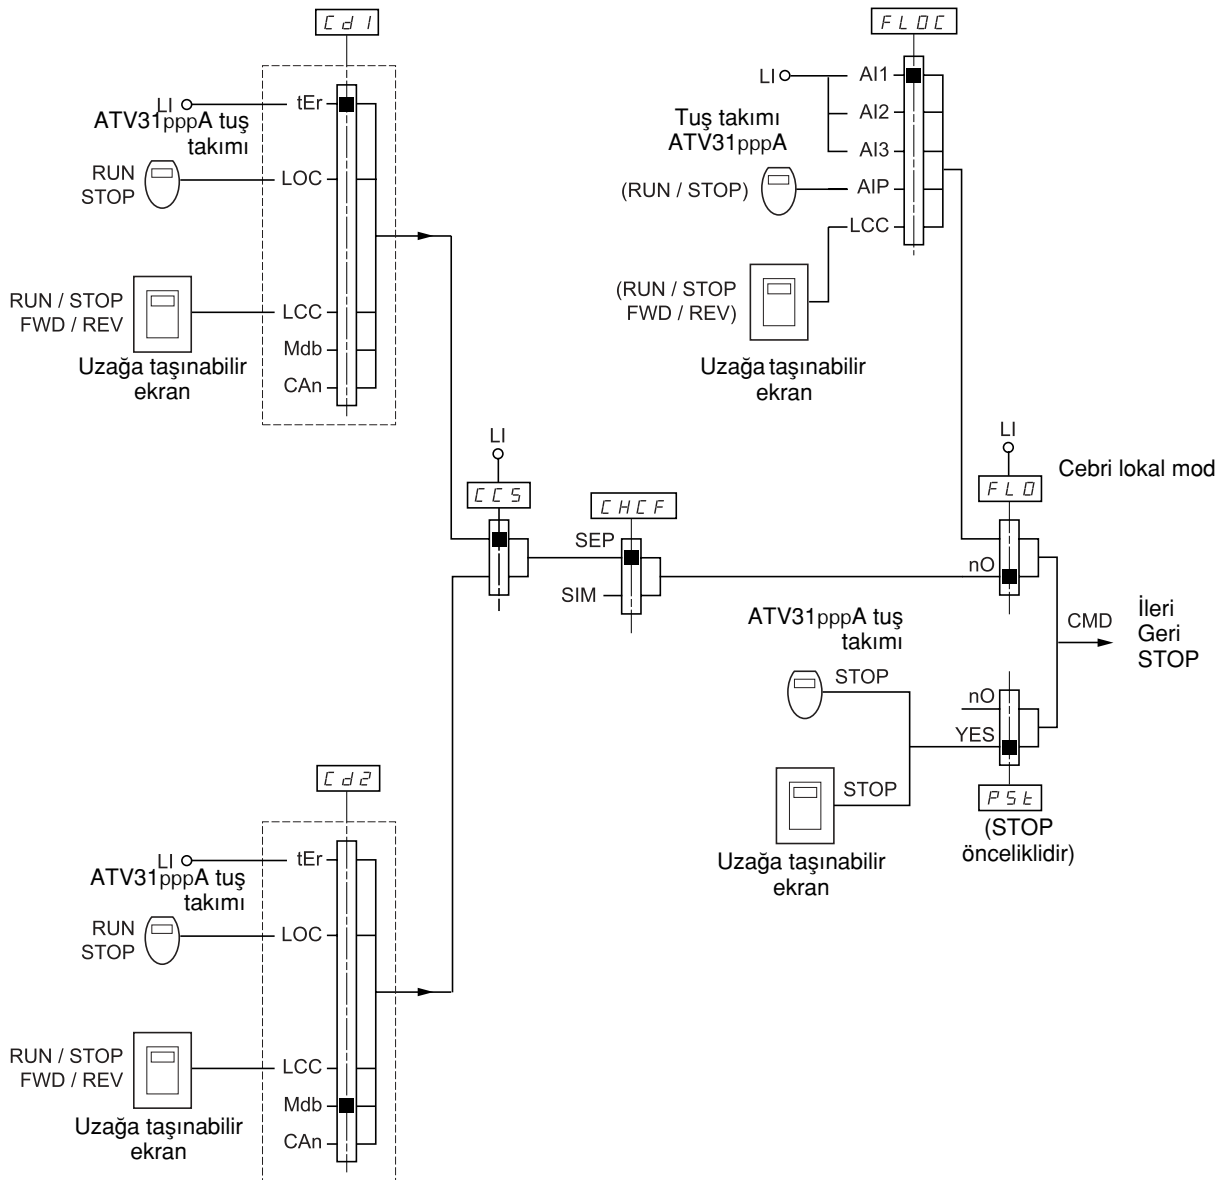 Cd1
LI
tEr
ATV31pppA tuş
takımı
RUN
STOP
LOC
RUN / STOP
FWD / REV
LCC
Uzağa taşınabilir
ekran
Mdb
CAn
FLOC
LI
AI1
AI2
AI3
Tuş takımı
ATV31pppA
(RUN / STOP)
AIP
LCC
(RUN / STOP
FWD / REV)
Uzağa taşınabilir
ekran
LI
CCS
CHCF
SEP
SIM
LI
FLO
Cebri lokal mod
nO
CMD
İleri
Geri
STOP
ATV31pppA tuş
takımı
STOP
STOP
Uzağa taşınabilir
ekran
nO
YES
PSt
(STOP
önceliklidir)
Cd2
LI
tEr
ATV31pppA tuş
takımı
RUN
STOP
LOC
RUN / STOP
FWD / REV
LCC
Uzağa taşınabilir
ekran
Mdb
CAn